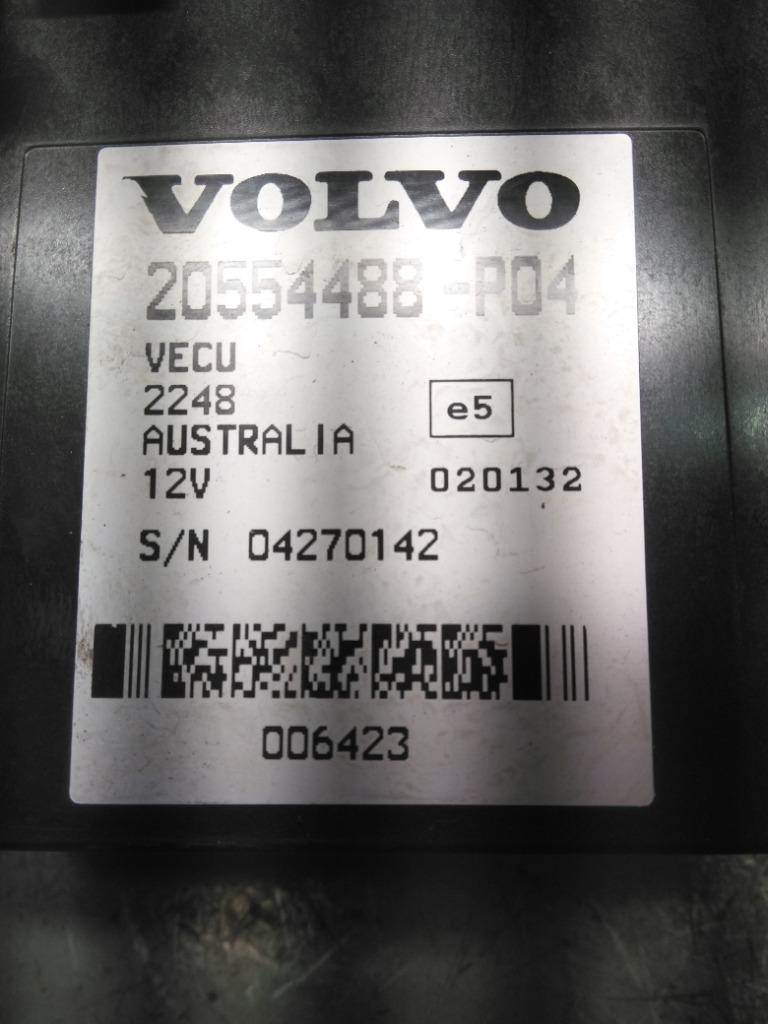 VOLVO
20554488-P04
VECU
2248
e5
AUSTRALIA
12V 020132
S/N 04270142
006423